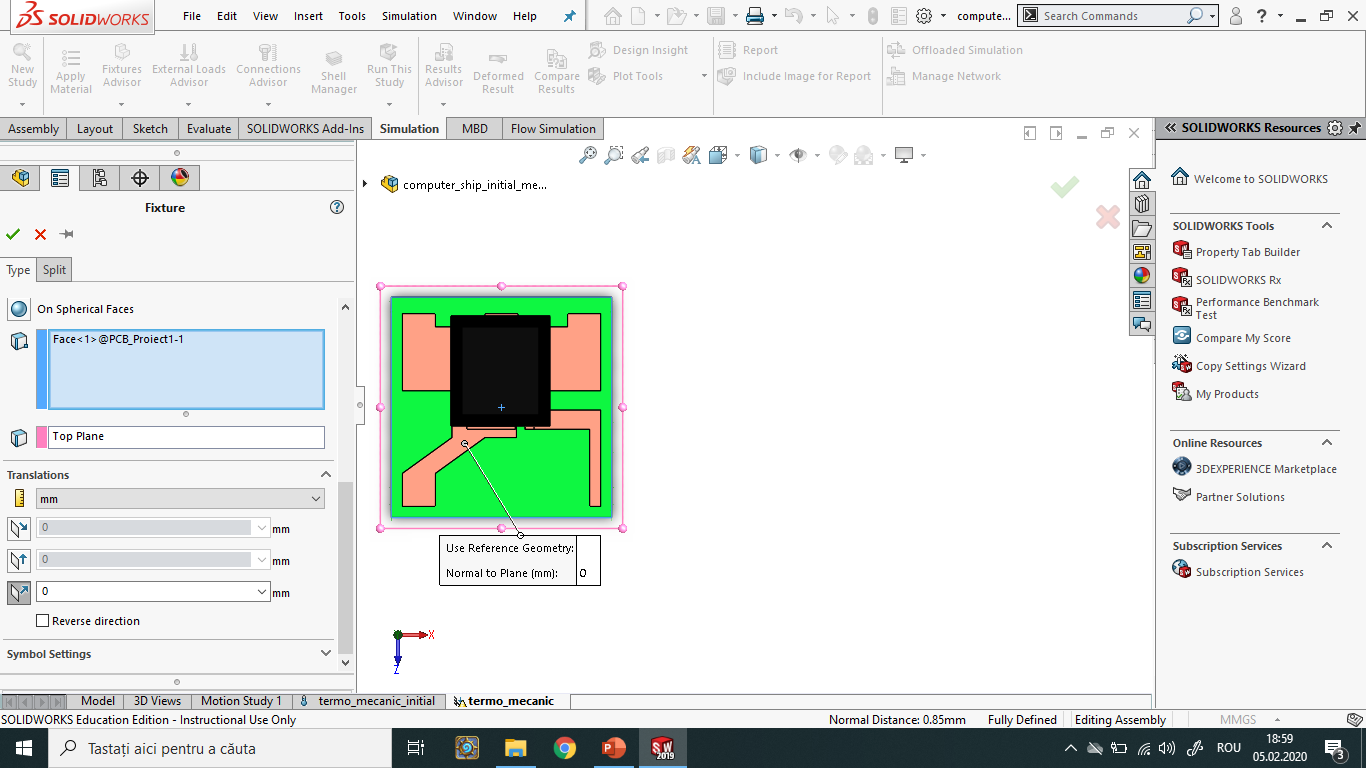 SOLIDWORKS
File Edit View Insert Tools Simulation Window Help
compute...
Search Commands
New Study
Apply Material
Fixtures Advisor
External Loads Advisor
Connections Advisor
Shell Manager
Run This Study
Results Advisor
Deformed Result
Compare Results
Design Insight
Plot Tools
Report
Include Image for Report
Offloaded Simulation
Manage Network
Assembly Layout Sketch Evaluate SOLIDWORKS Add-Ins Simulation MBD Flow Simulation
Fixture
Type Split
On Spherical Faces
Face<1>@PCB_Proiect1-1
Top Plane
Translations
mm
0 mm
0 mm
0 mm
Reverse direction
Symbol Settings
computer_ship_initial_me...
Use Reference Geometry:
Normal to Plane (mm): 0
X
Z
SOLIDWORKS Resources
Welcome to SOLIDWORKS
SOLIDWORKS Tools
Property Tab Builder
SOLIDWORKS Rx
Performance Benchmark
Test
Compare My Score
Copy Settings Wizard
My Products
Online Resources
3DEXPERIENCE Marketplace
Partner Solutions
Subscription Services
Subscription Services
Model 3D Views Motion Study 1 termo_mecanic_initial termo_mecanic
SOLIDWORKS Education Edition - Instructional Use Only
Normal Distance: 0.85mm Fully Defined Editing Assembly MMGS
Tastați aici pentru a căuta
SW
2019
ROU
18:59
05.02.2020
3